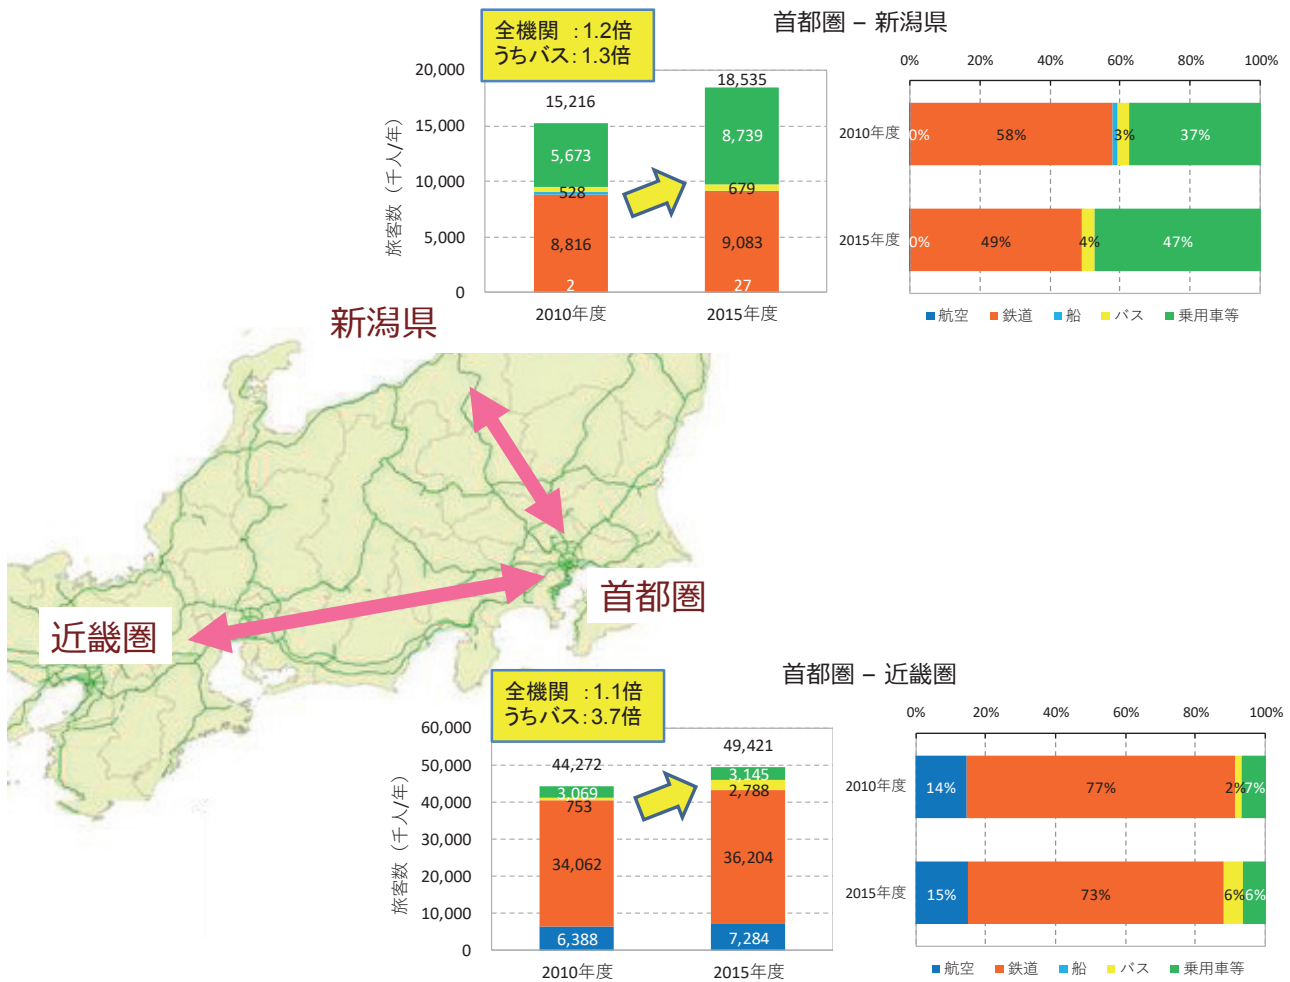 首都圏 – 新潟県
全機関 ：1.2倍
うちバス：1.3倍
旅客数（千人/年）
20,000
15,000
10,000
5,000
0
15,216
5,673
528
8,816
2
18,535
8,739
679
9,083
27
2010年度
2015年度
0%
20%
40%
60%
80%
100%
2010年度
0%
58%
3%
37%
2015年度
0%
49%
4%
47%
航空
鉄道
船
バス
乗用車等
新潟県
首都圏
近畿圏
首都圏 – 近畿圏
全機関 ：1.1倍
うちバス：3.7倍
旅客数（千人/年）
60,000
50,000
40,000
30,000
20,000
10,000
0
44,272
3,069
753
34,062
6,388
49,421
3,145
2,788
36,204
7,284
2010年度
2015年度
0%
20%
40%
60%
80%
100%
2010年度
14%
77%
2%
7%
2015年度
15%
73%
6%
6%
航空
鉄道
船
バス
乗用車等